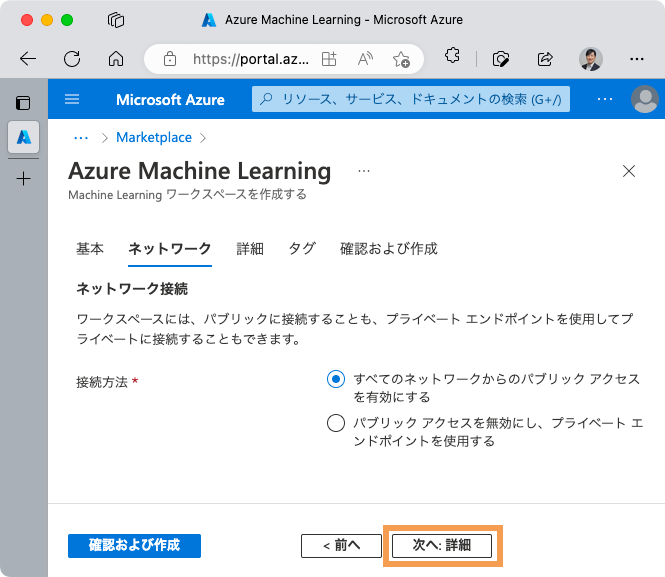 Azure Machine Learning - Microsoft Azure
https://portal.az...
Microsoft Azure
リソース、サービス、ドキュメントの検索 (G+/)
... > Marketplace >
Azure Machine Learning ...
Machine Learning ワークスペースを作成する
基本 ネットワーク 詳細 タグ 確認および作成
ネットワーク接続
ワークスペースには、パブリックに接続することも、プライベート エンドポイントを使用してプ
ライベートに接続することもできます。
接続方法 *
すべてのネットワークからのパブリック アクセス
を有効にする
パブリック アクセスを無効にし、プライベート エ
ンドポイントを使用する
確認および作成 < 前へ 次へ: 詳細